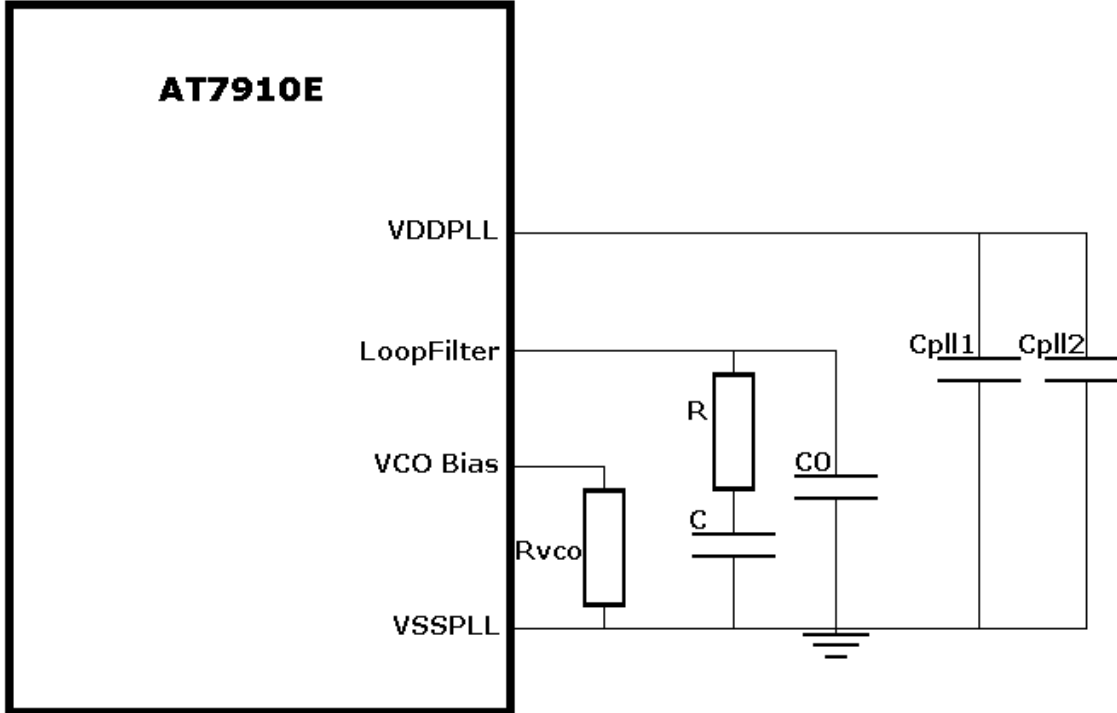 AT7910E
VDDPLL
LoopFilter
Cpll1
Cpll2
R
VCO Bias
C0
C
Rvco
VSSPLL